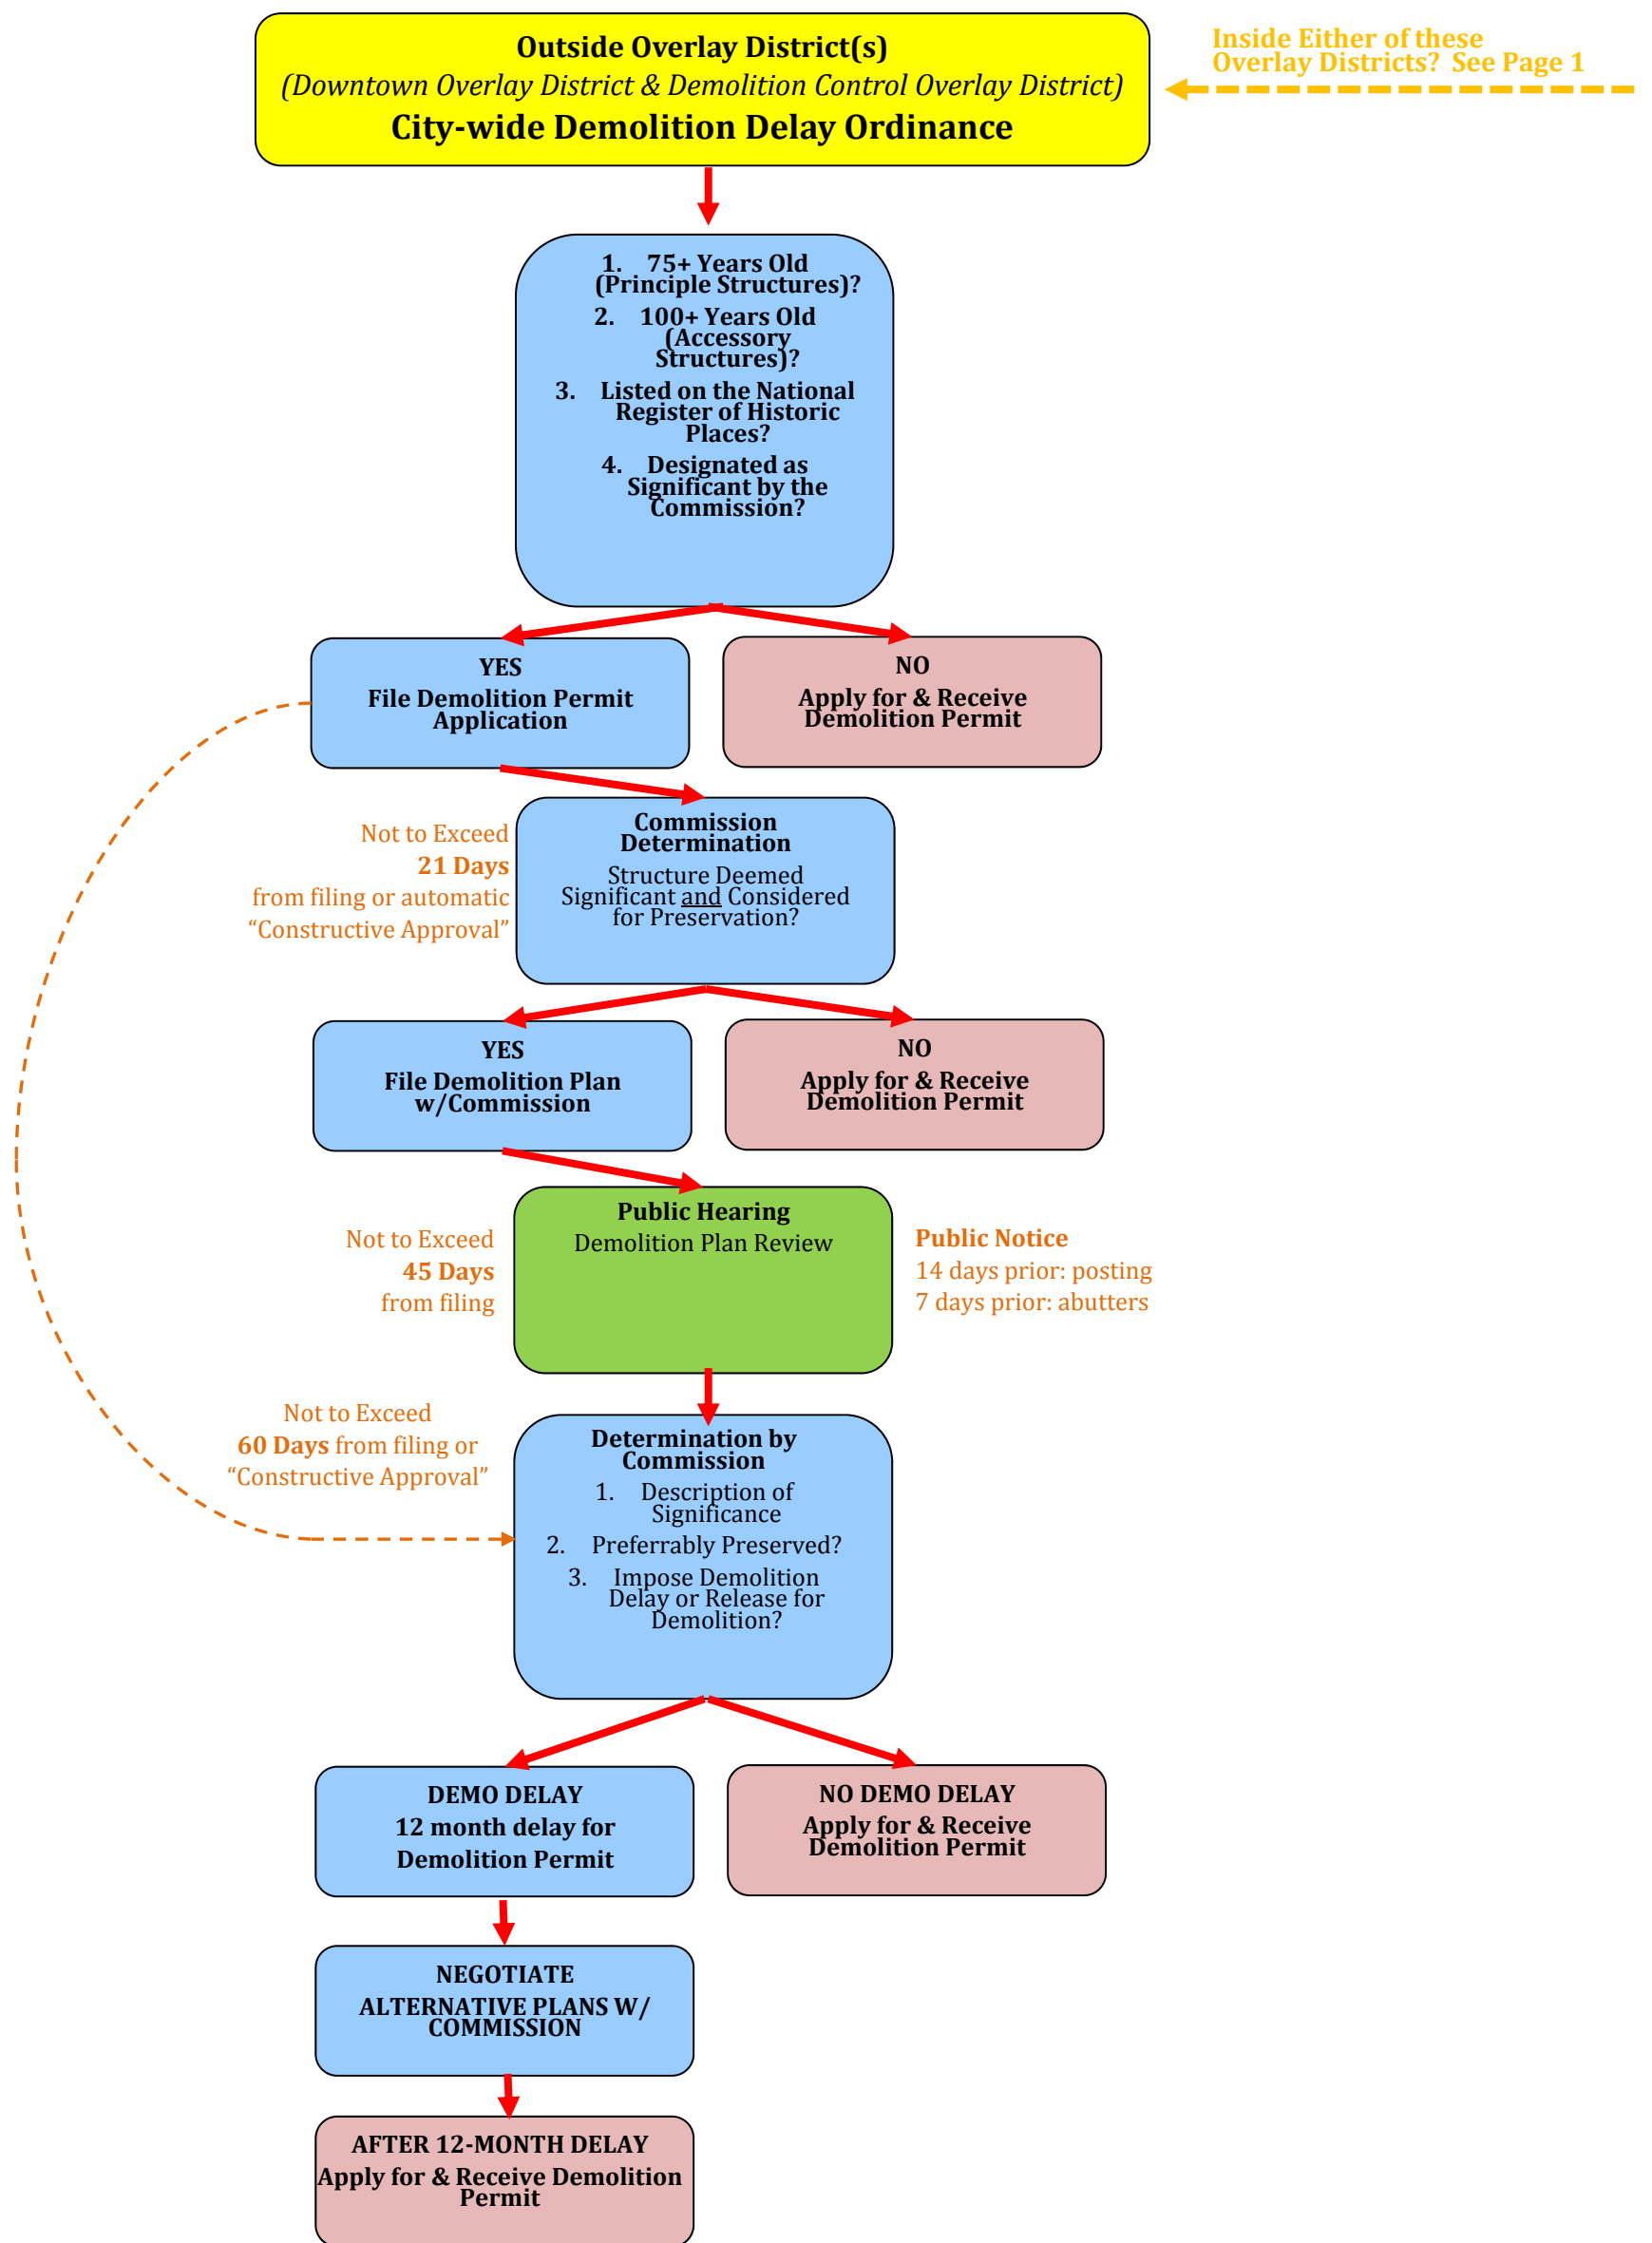 Outside Overlay District(s)
(Downtown Overlay District & Demolition Control Overlay District)
City-wide Demolition Delay Ordinance
Inside Either of these
Overlay Districts? See Page 1
1. 75+ Years Old
(Principle Structures)?
2. 100+ Years Old
(Accessory
Structures)?
3. Listed on the National
Register of Historic
Places?
4. Designated as
Significant by the
Commission?
YES
File Demolition Permit
Application
NO
Apply for & Receive
Demolition Permit
Not to Exceed
21 Days
from filing or automatic
“Constructive Approval”
Commission
Determination
Structure Deemed
Significant and Considered
for Preservation?
YES
File Demolition Plan
w/Commission
NO
Apply for & Receive
Demolition Permit
Not to Exceed
45 Days
from filing
Public Hearing
Demolition Plan Review
Public Notice
14 days prior: posting
7 days prior: abutters
Not to Exceed
60 Days from filing or
“Constructive Approval”
Determination by
Commission
1. Description of
Significance
2. Preferrably Preserved?
3. Impose Demolition
Delay or Release for
Demolition?
DEMO DELAY
12 month delay for
Demolition Permit
NO DEMO DELAY
Apply for & Receive
Demolition Permit
NEGOTIATE
ALTERNATIVE PLANS W/
COMMISSION
AFTER 12-MONTH DELAY
Apply for & Receive Demolition
Permit